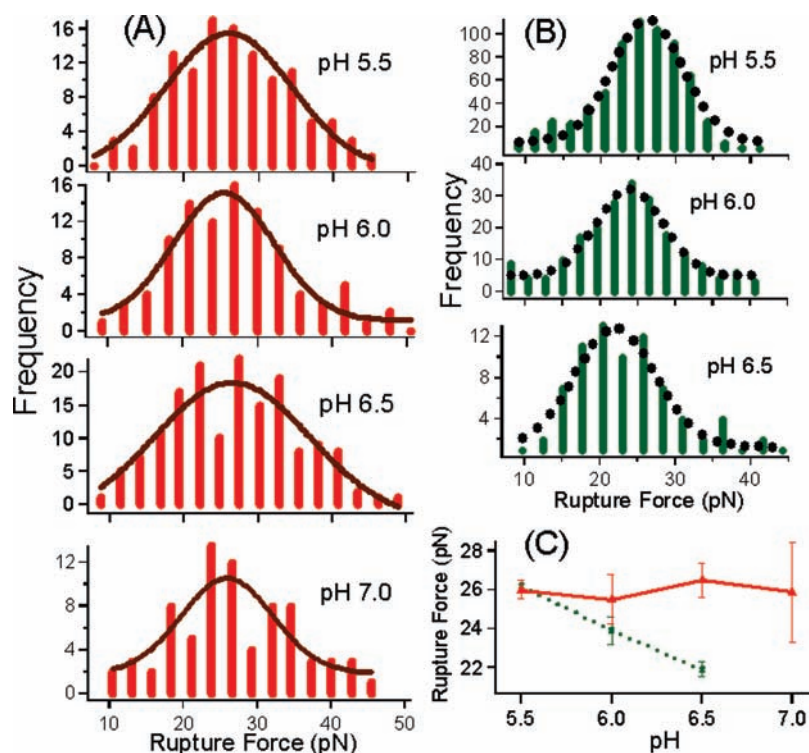 (A)
16
12
8
4
0
pH 5.5
16
12
8
4
0
pH 6.0
20
15
10
5
0
pH 6.5
12
8
4
0
pH 7.0
10 20 30 40 50
Rupture Force (pN)
Frequency
(B)
100
80
60
40
20
pH 5.5
40
30
20
10
0
pH 6.0
12
8
4
pH 6.5
10 20 30 40
Rupture Force (pN)
Frequency
(C)
28
26
24
22
Rupture Force (pN)
5.5 6.0 6.5 7.0
pH